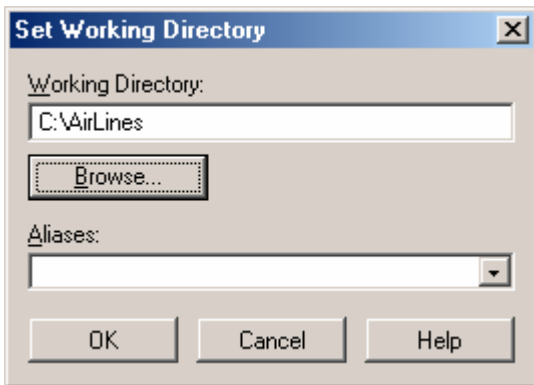 Set Working Directory
Working Directory:
C:\AirLines
Browse...
Aliases:
OK Cancel Help